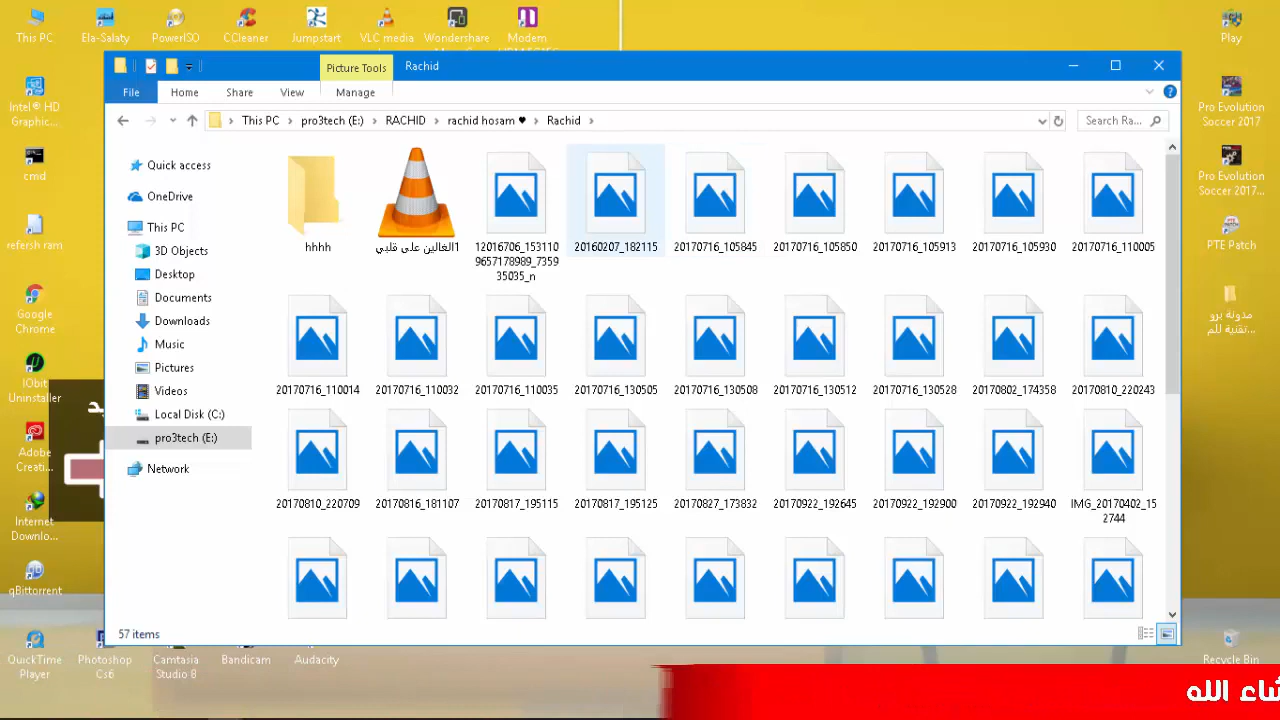 This PC
Ela-Salaty
PowerISO
CCleaner
Jumpstart
VLC media
Wondershare
Modem
Play
Picture Tools
Rachid
File
Home
Share
View
Manage
This PC
pro3tech (E:)
RACHID
rachid hosam ♥
Rachid
Search Ra...
Intel® HD
Graphic...
cmd
refersh ram
Google
Chrome
IObit
Uninstaller
Adobe
Creati...
Internet
Downlo...
qBittorrent
Quick access
OneDrive
This PC
3D Objects
Desktop
Documents
Downloads
Music
Pictures
Videos
Local Disk (C:)
pro3tech (E:)
Network
hhhh
الغالين على قلبي1
12016706_153110
9657178989_7359
35035_n
20160207_182115
20170716_105845
20170716_105850
20170716_105913
20170716_105930
20170716_110005
20170716_110014
20170716_110032
20170716_110035
20170716_130505
20170716_130508
20170716_130512
20170716_130528
20170802_174358
20170810_220243
20170810_220709
20170816_181107
20170817_195115
20170817_195125
20170827_173832
20170922_192645
20170922_192900
20170922_192940
IMG_20170402_15
2744
57 items
Pro Evolution
Soccer 2017
Pro Evolution
Soccer 2017...
PTE Patch
مدونة برو
تقنية للم...
QuickTime
Player
Photoshop
Cs6
Camtasia
Studio 8
Bandicam
Audacity
Recycle Bin
الله